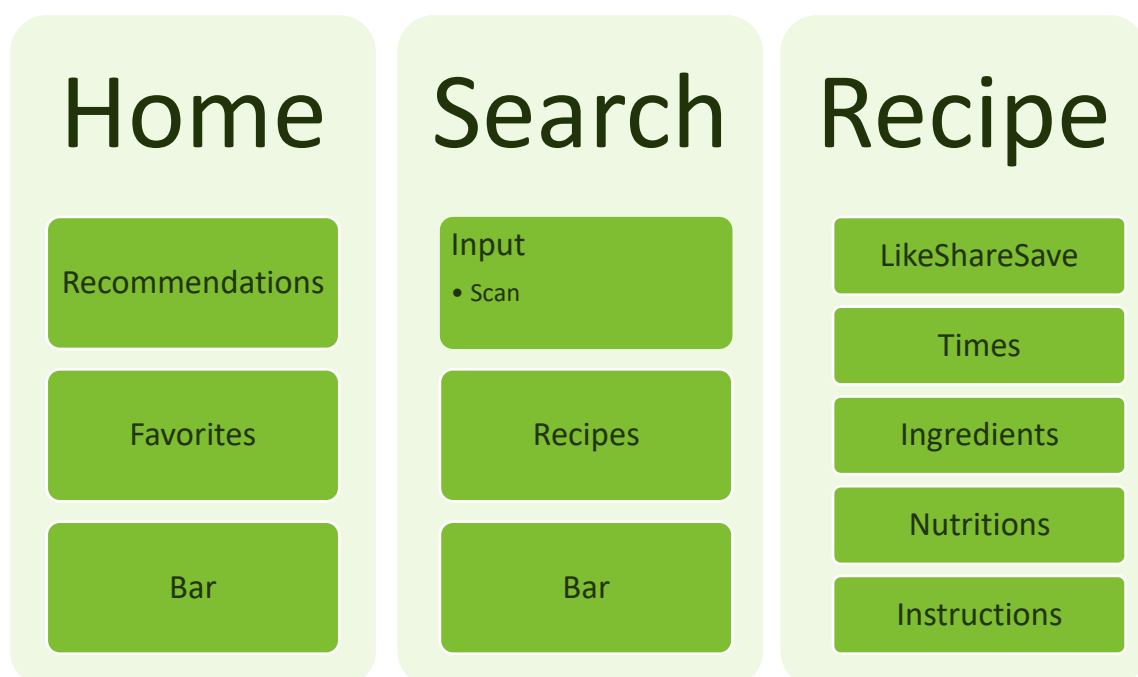 Home
Recommendations
Favorites
Bar
Search
Input
• Scan
Recipes
Bar
Recipe
LikeShareSave
Times
Ingredients
Nutritions
Instructions